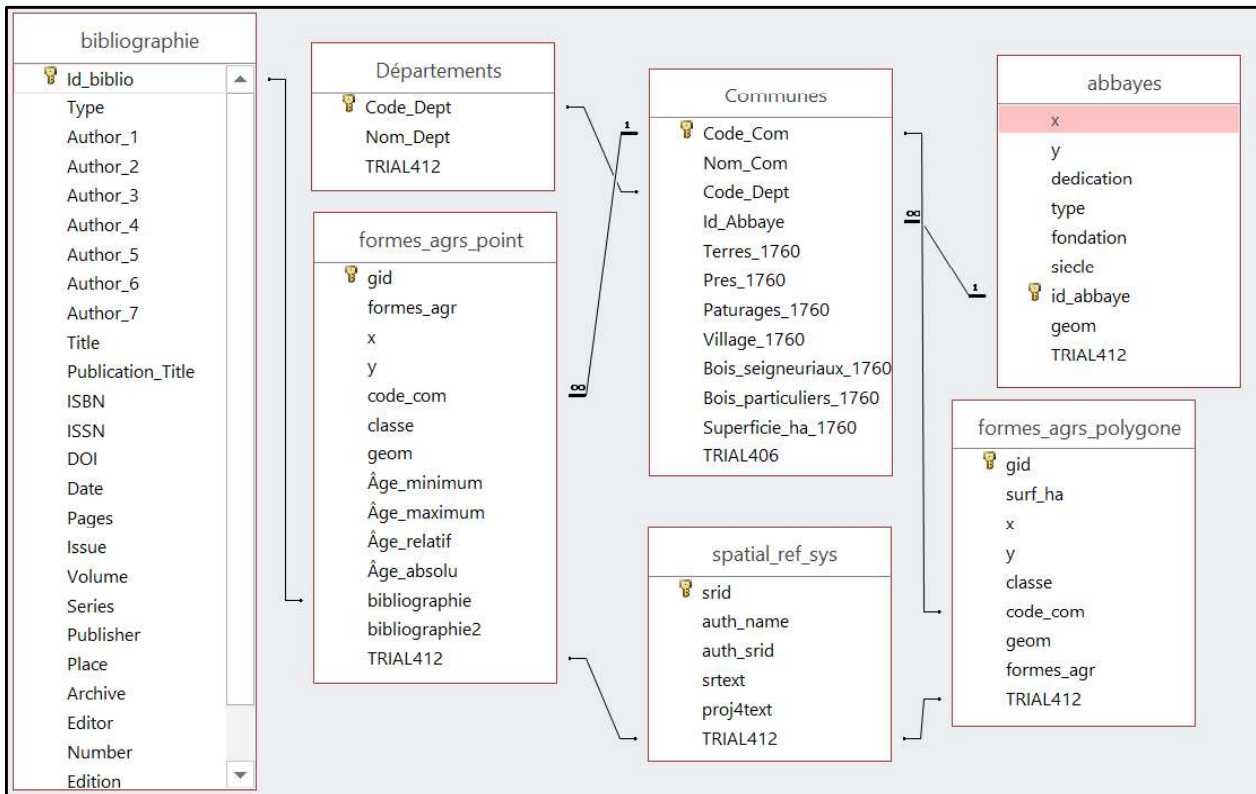 bibliographie
Id_biblio
Type
Author_1
Author_2
Author_3
Author_4
Author_5
Author_6
Author_7
Title
Publication_Title
ISBN
ISSN
DOI
Date
Pages
Issue
Volume
Series
Publisher
Place
Archive
Editor
Number
Edition
Départements
Code_Dept
Nom_Dept
TRIAL412
formes_agrs_point
gid
formes_agr
x
y
code_com
classe
geom
Âge_minimum
Âge_maximum
Âge_relatif
Âge_absolu
bibliographie
bibliographie2
TRIAL412
1
∞
Communes
Code_Com
Nom_Com
Code_Dept
Id_Abbaye
Terres_1760
Pres_1760
Paturages_1760
Village_1760
Bois_seigneuriaux_1760
Bois_particuliers_1760
Superficie_ha_1760
TRIAL406
spatial_ref_sys
srid
auth_name
auth_srid
srtext
proj4text
TRIAL412
∞
1
abbayes
x
y
dedication
type
fondation
siecle
id_abbaye
geom
TRIAL412
formes_agrs_polygone
gid
surf_ha
x
y
classe
code_com
geom
formes_agr
TRIAL412